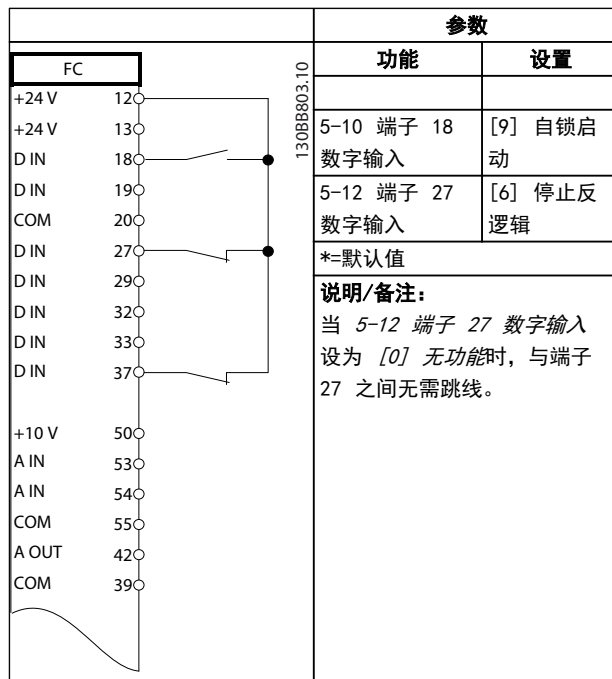 FC
+24 V 12
+24 V 13
D IN 18
D IN 19
COM 20
D IN 27
D IN 29
D IN 32
D IN 33
D IN 37
+10 V 50
A IN 53
A IN 54
COM 55
A OUT 42
COM 39
130BB803.10
参数
功能 设置
5-10 端子 18 [9] 自锁启
数字输入 动
5-12 端子 27 [6] 停止反
数字输入 逻辑
*=默认值
说明/备注:
当 5-12 端子 27 数字输入
设为 [0] 无功能时, 与端子
27 之间无需跳线。